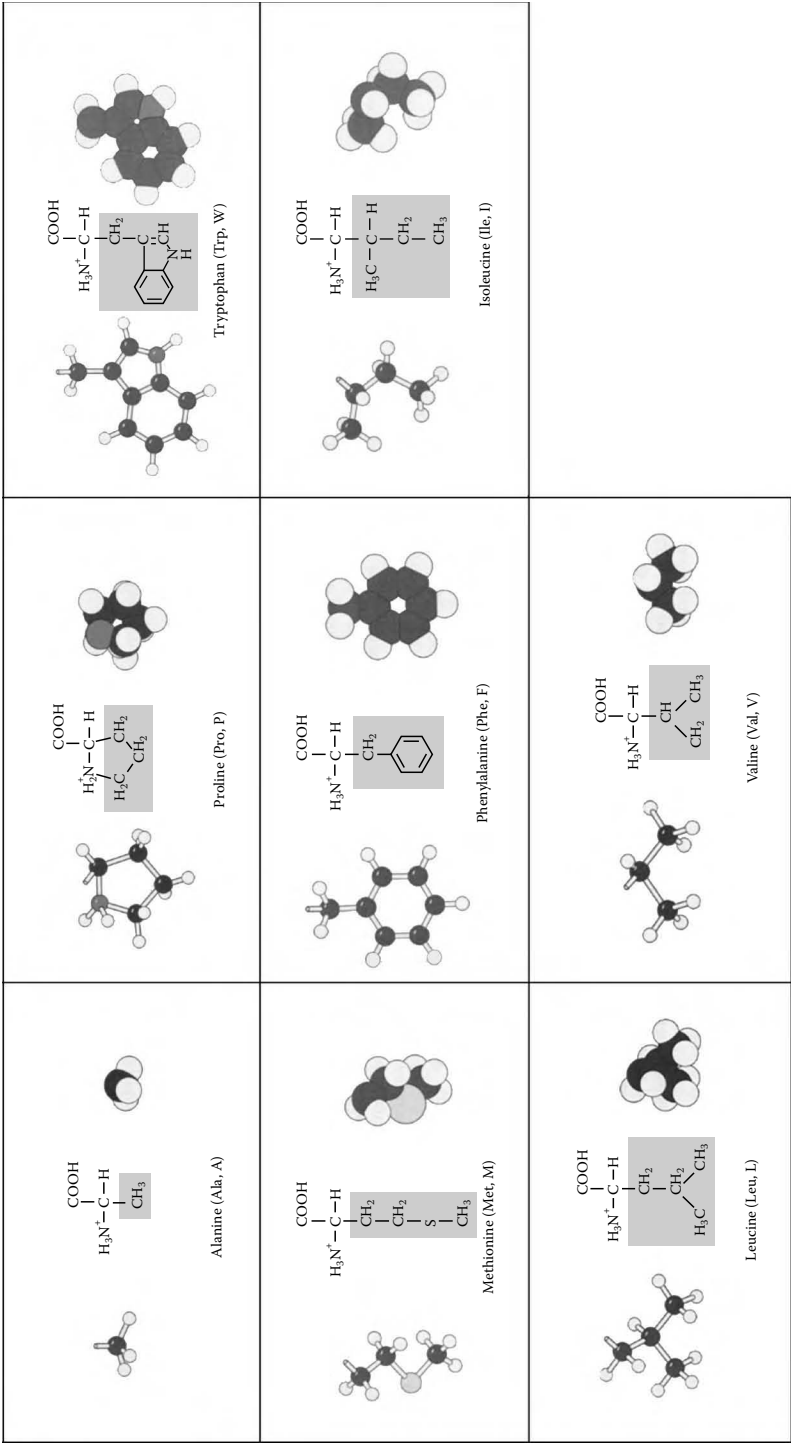 COOH
H₃N⁺–C–H
CH₃
Alanine (Ala, A)
COOH
H₂N⁺–C–H
H₂C CH₂
CH₂
Proline (Pro, P)
COOH
H₃N⁺–C–H
CH₂
C
CH
N
H
Tryptophan (Trp, W)
COOH
H₃N⁺–C–H
CH₂
CH₂
S
CH₃
Methionine (Met, M)
COOH
H₃N⁺–C–H
CH₂
Phenylalanine (Phe, F)
COOH
H₃N⁺–C–H
H₃C–C–H
CH₂
CH₃
Isoleucine (Ile, I)
COOH
H₃N⁺–C–H
CH₂
CH₂
H₃C CH₃
Leucine (Leu, L)
COOH
H₃N⁺–C–H
CH
CH₂ CH₃
Valine (Val, V)